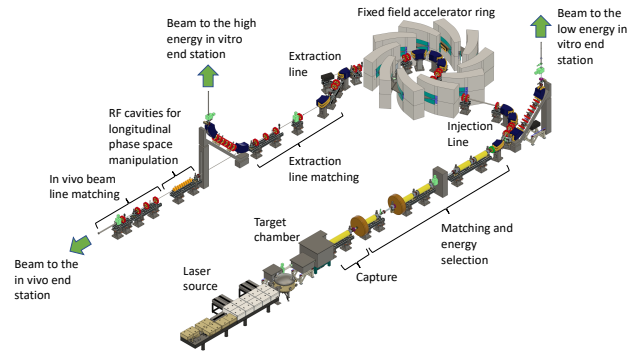 Fixed field accelerator ring
Beam to the high
energy in vitro
end station
Beam to the
low energy in
vitro end
station
Extraction
line
RF cavities for
longitudinal
phase space
manipulation
In vivo beam
line matching
Extraction line
matching
Injection
Line
Target
chamber
Matching and
energy
selection
Capture
Laser
source
Beam to the
in vivo end
station